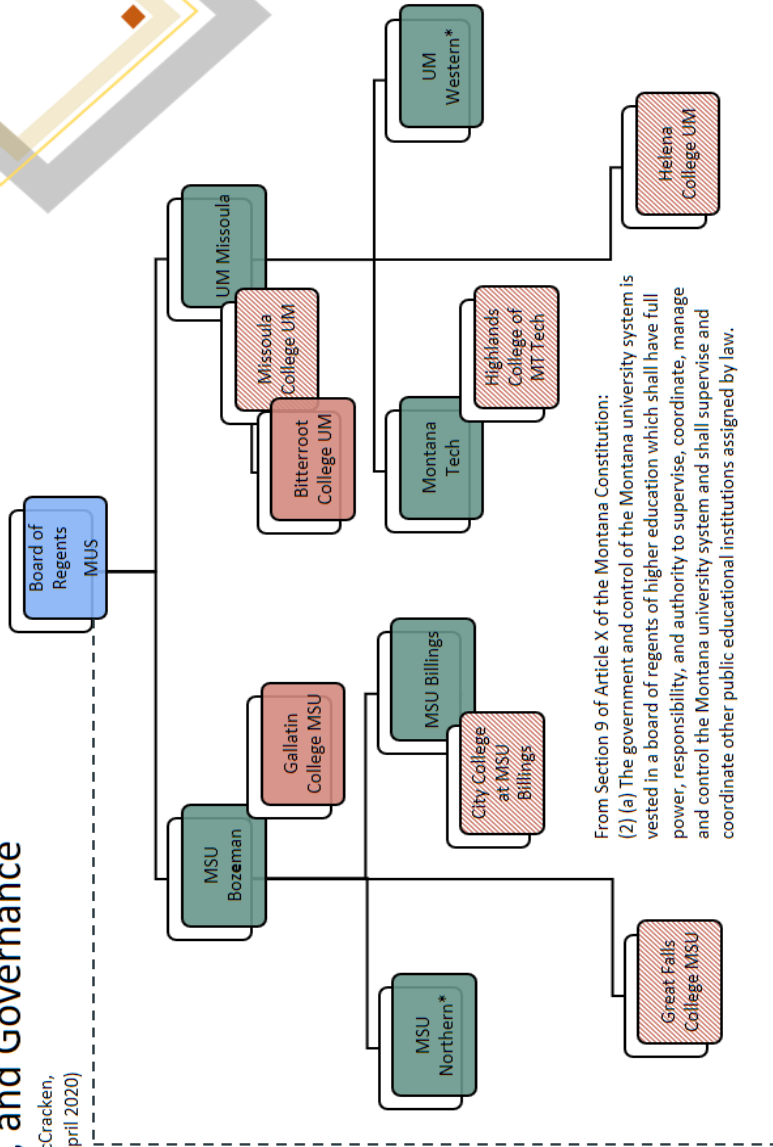 and Governance
Cracken,
pril 2020)
Board of
Regents
MUS
MSU
Bozeman
Gallatin
College MSU
UM Missoula
Missoula
College UM
Bitterroot
College UM
MSU
Northern*
MSU Billings
City College
at MSU
Billings
Montana
Tech
Highlands
College of
MT Tech
UM
Western*
Great Falls
College MSU
Helena
College UM
From Section 9 of Article X of the Montana Constitution:
(2) (a) The government and control of the Montana university system is
vested in a board of regents of higher education which shall have full
power, responsibility, and authority to supervise, coordinate, manage
and control the Montana university system and shall supervise and
coordinate other public educational institutions assigned by law.